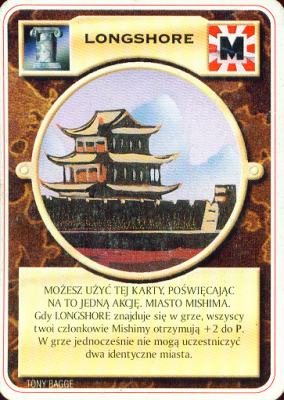 LONGSHORE
M
MOŻESZ UŻYĆ TEJ KARTY, POŚWIĘCAJĄC
NA TO JEDNĄ AKCJĘ. MIASTO MISHIMA.
Gdy LONGSHORE znajduje się w grze, wszyscy
twoi członkowie Mishimy otrzymują +2 do P.
W grze jednocześnie nie mogą uczestniczyć
dwa identyczne miasta.
TONY BAGGE